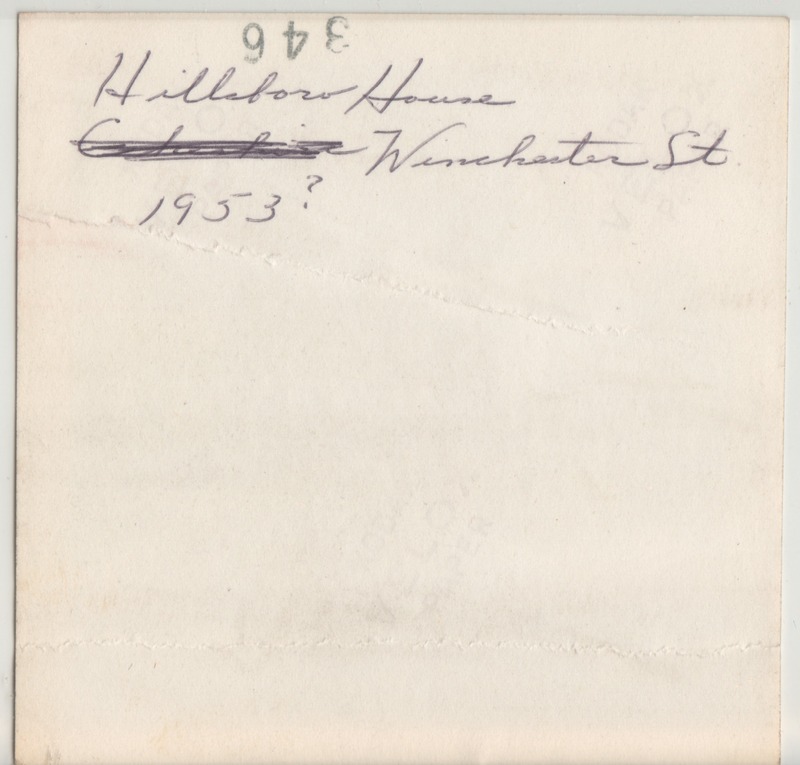 346
Hillsboro House
Winchester St.
1953?